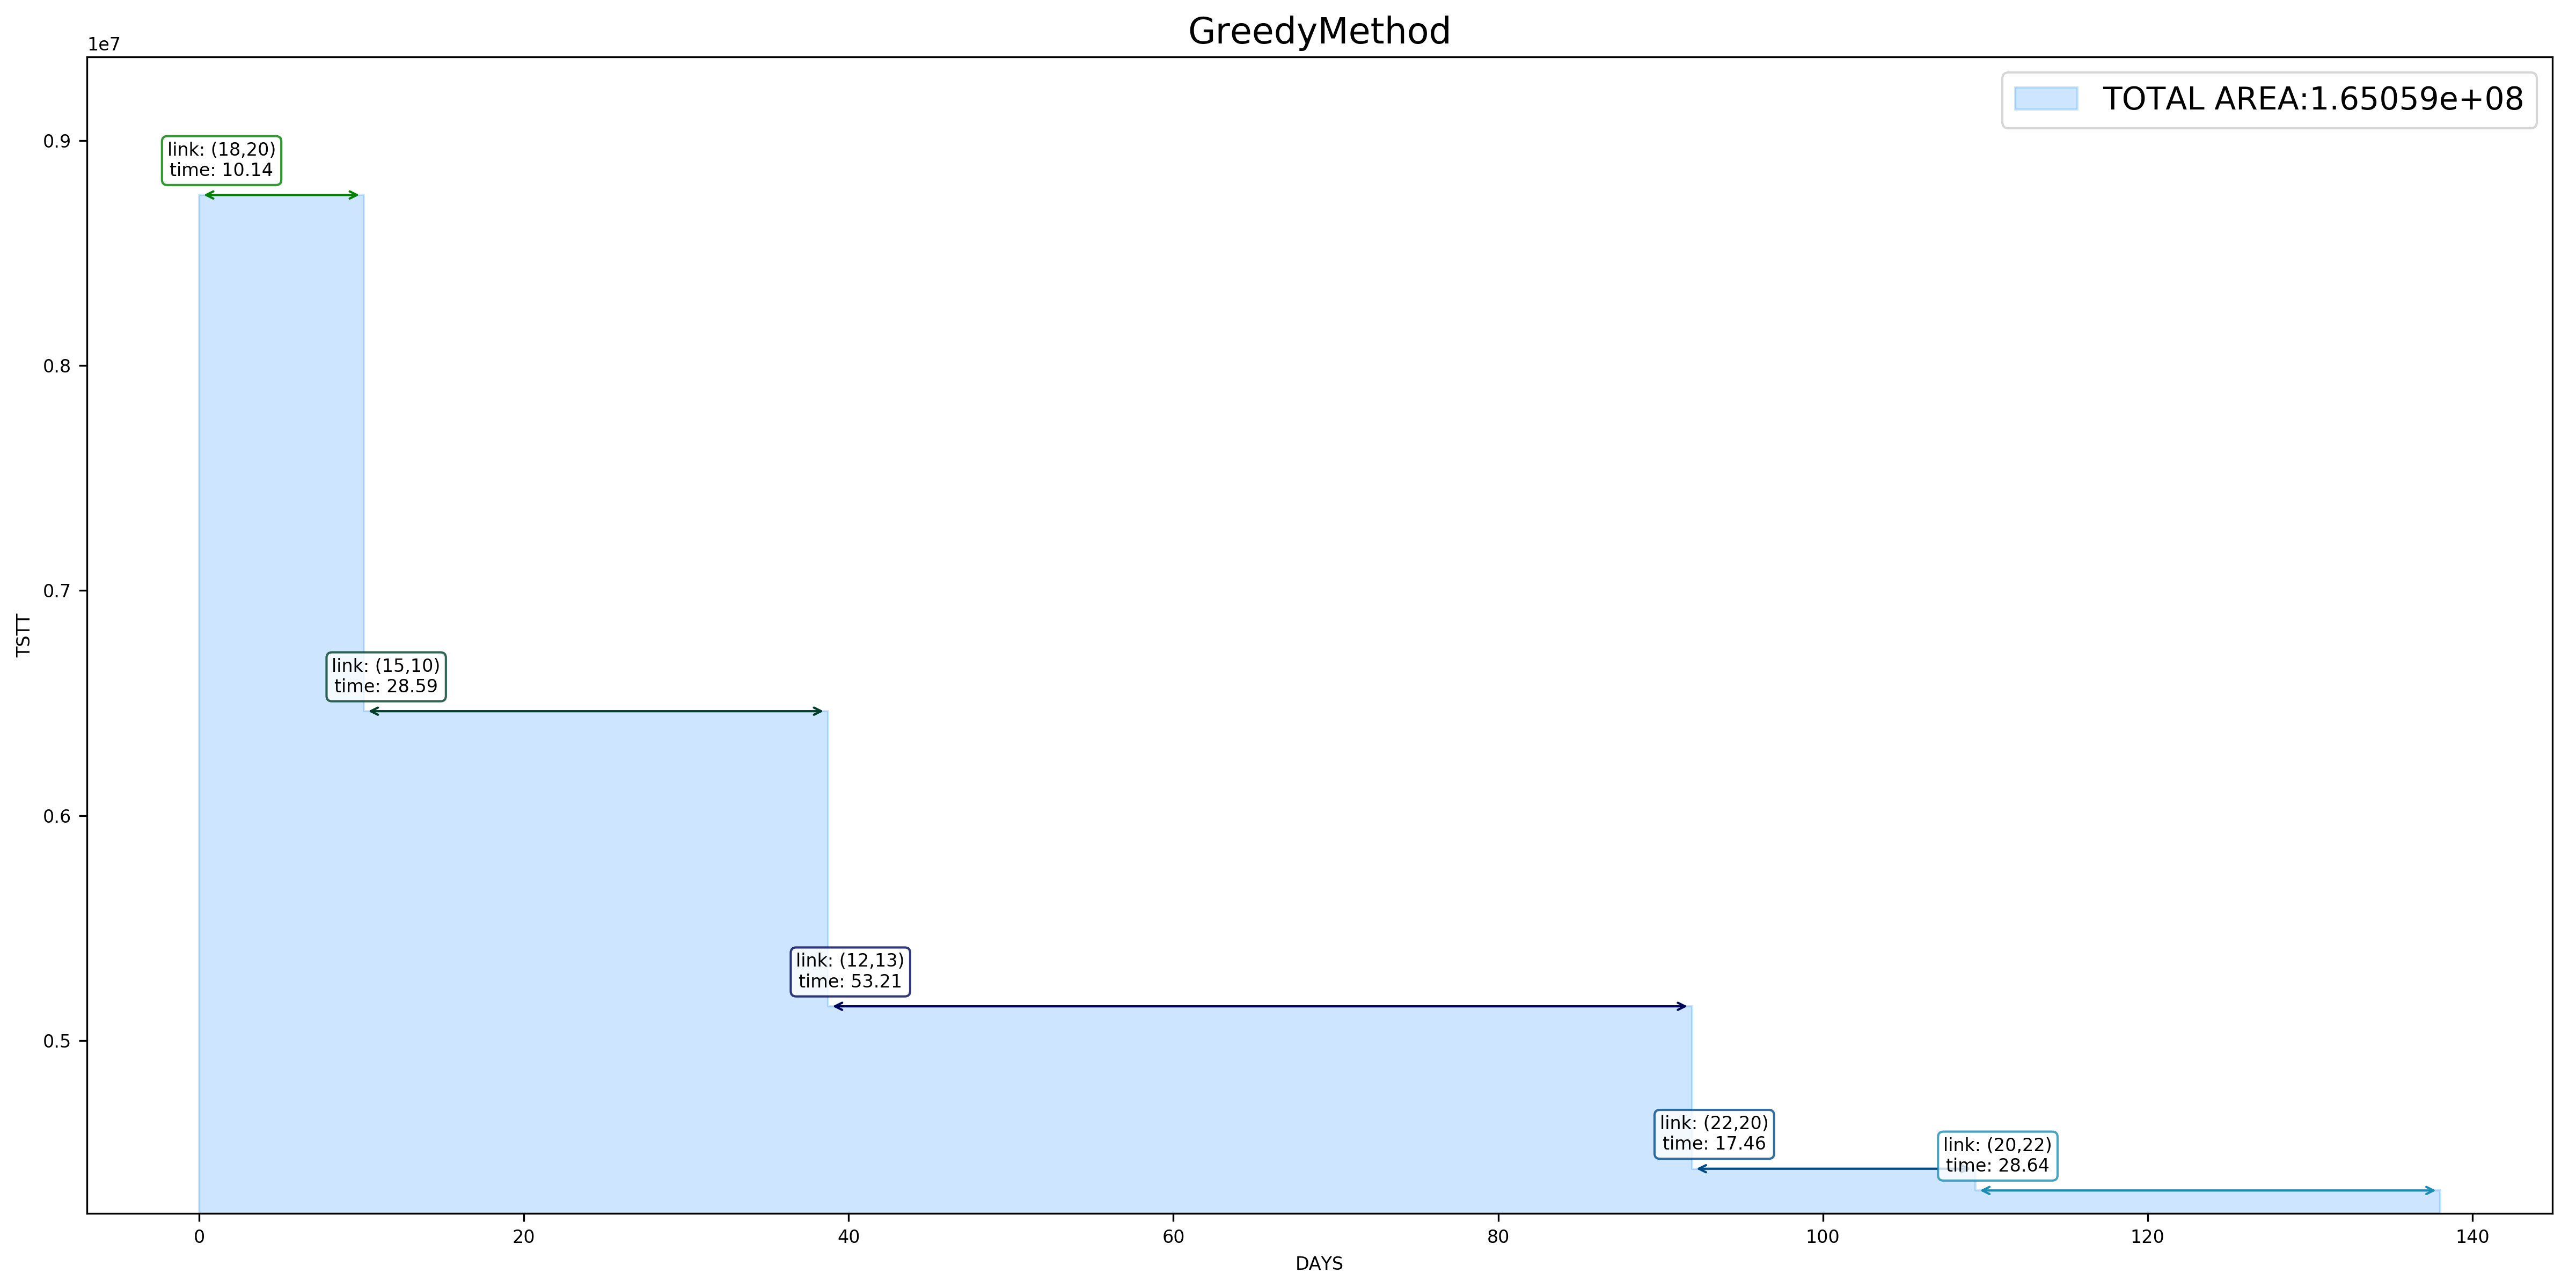 GreedyMethod
1e7
TOTAL AREA:1.65059e+08
0.9
link: (18,20)
time: 10.14
0.8
0.7
TSTT
link: (15,10)
time: 28.59
0.6
link: (12,13)
time: 53.21
0.5
link: (22,20)
time: 17.46
link: (20,22)
time: 28.64
0
20
40
60
80
100
120
140
DAYS